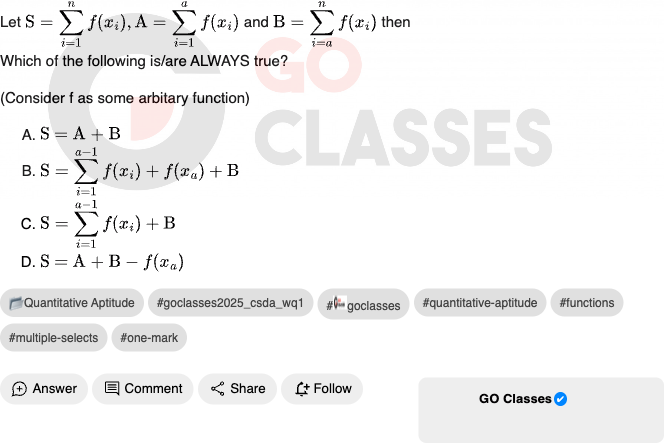 Let S = \sum_{i=1}^{n} f(x_i), A = \sum_{i=1}^{a} f(x_i) and B = \sum_{i=a}^{n} f(x_i) then
Which of the following is/are ALWAYS true?
(Consider f as some arbitary function)
A. S = A + B
B. S = \sum_{i=1}^{a-1} f(x_i) + f(x_a) + B
C. S = \sum_{i=1}^{a-1} f(x_i) + B
D. S = A + B − f(x_a)
GO
CLASSES
Quantitative Aptitude #goclasses2025_csda_wq1 # goclasses #quantitative-aptitude #functions
#multiple-selects #one-mark
Answer Comment Share Follow
GO Classes